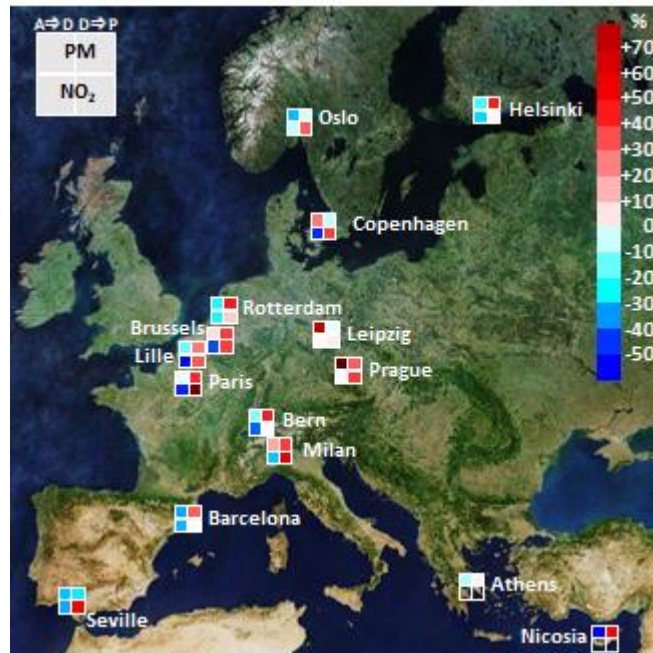 A⇒D D⇒P
PM
NO₂
%
+70
+60
+50
+40
+30
+20
+10
0
-10
-20
-30
-40
-50
Oslo
Helsinki
Copenhagen
Rotterdam
Brussels
Leipzig
Lille
Prague
Paris
Bern
Milan
Barcelona
Athens
Seville
Nicosia